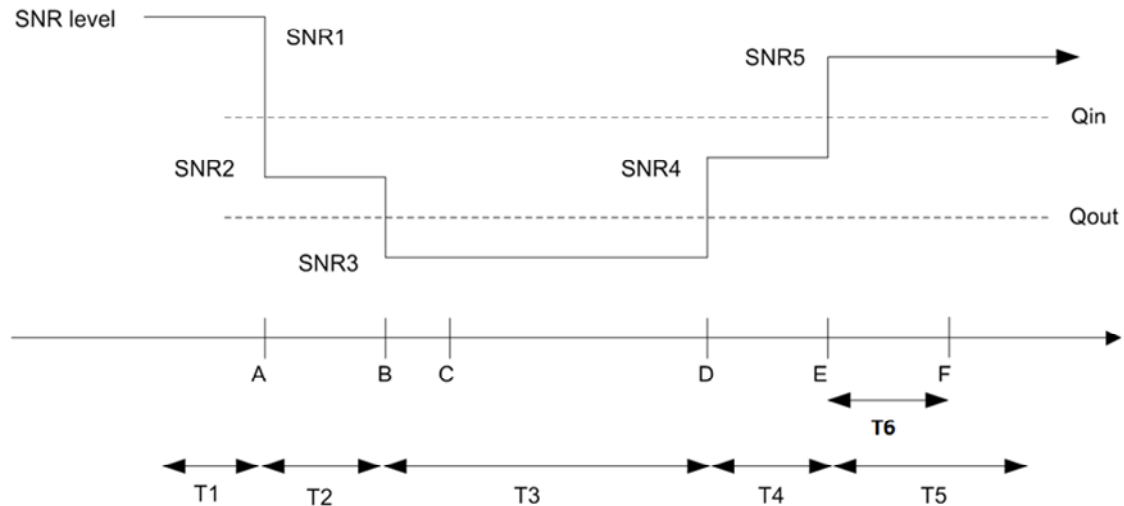 SNR level
SNR1
SNR5
Qin
SNR2
SNR4
Qout
SNR3
A B C D E F
T6
T1 T2 T3 T4 T5